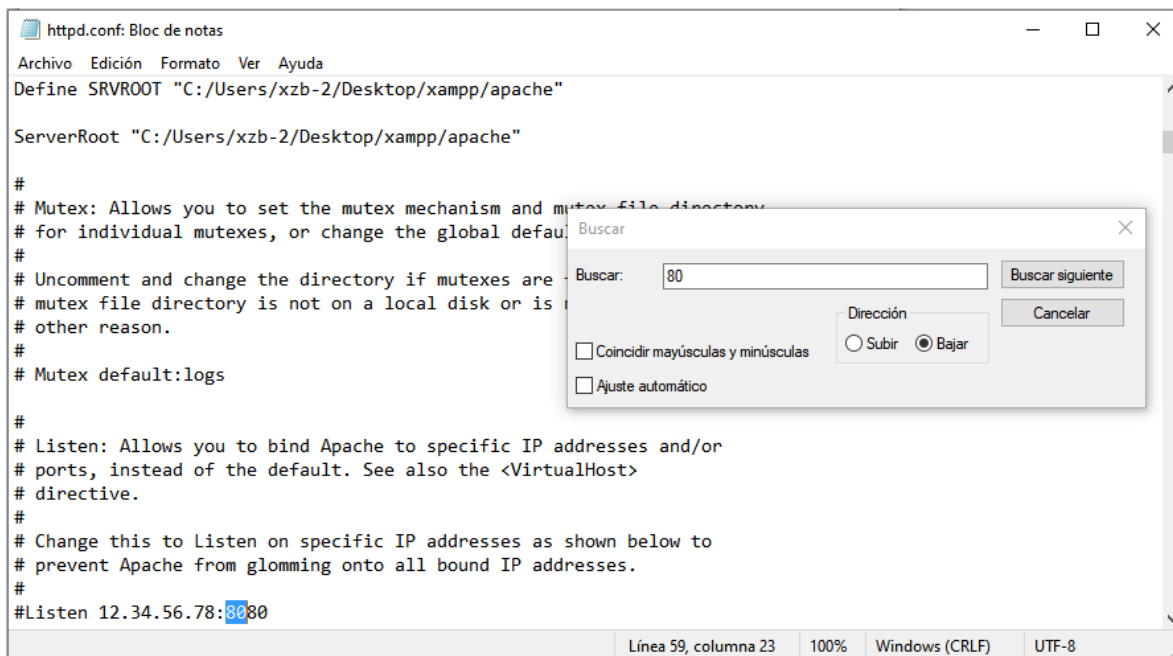 httpd.conf: Bloc de notas
Archivo Edición Formato Ver Ayuda
Define SRVROOT "C:/Users/xzb-2/Desktop/xampp/apache"
ServerRoot "C:/Users/xzb-2/Desktop/xampp/apache"
#
# Mutex: Allows you to set the mutex mechanism and mutex file directory
# for individual mutexes, or change the global defau
#
# Uncomment and change the directory if mutexes are
# mutex file directory is not on a local disk or is
# other reason.
#
# Mutex default:logs
#
# Listen: Allows you to bind Apache to specific IP addresses and/or
# ports, instead of the default. See also the <VirtualHost>
# directive.
#
# Change this to Listen on specific IP addresses as shown below to
# prevent Apache from glomming onto all bound IP addresses.
#
#Listen 12.34.56.78:8080
Buscar
Buscar: 80 Buscar siguiente
Dirección Cancelar
Subir Bajar
Coincidir mayúsculas y minúsculas
Ajuste automático
Línea 59, columna 23 100% Windows (CRLF) UTF-8